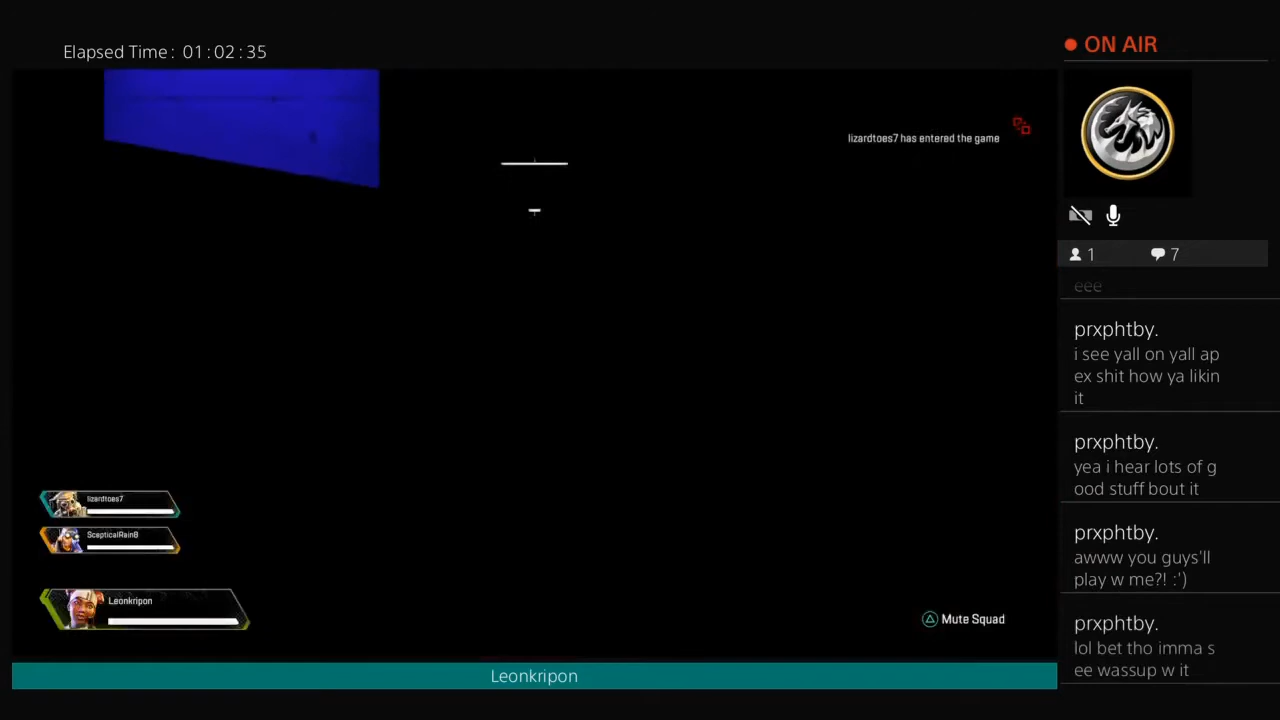 Elapsed Time: 01:02:35
ON AIR
lizardtoes7 has entered the game
1
7
eee
prxphtby.
i see yall on yall ap
ex shit how ya likin
it
prxphtby.
yea i hear lots of g
ood stuff bout it
prxphtby.
awww you guys'll
play w me?! :')
prxphtby.
lol bet tho imma s
ee wassup w it
lizardtoes7
ScepticalRain8
Leonkripon
Mute Squad
Leonkripon